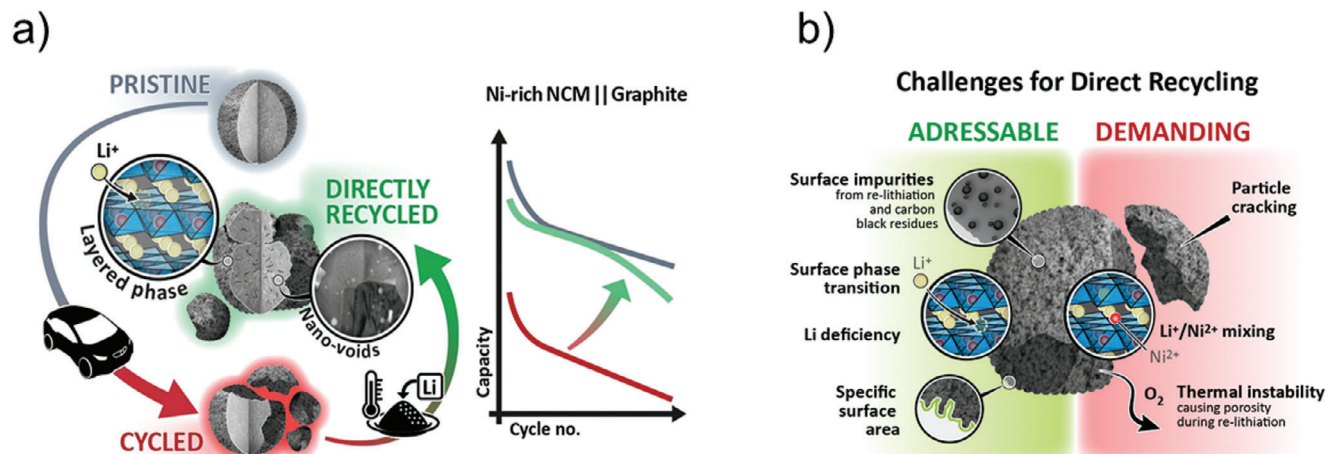 a)
PRISTINE
Li⁺
Layered phase
DIRECTLY
RECYCLED
Nano-voids
Li
CYCLED
Ni-rich NCM || Graphite
Capacity
Cycle no.
b)
Challenges for Direct Recycling
ADRESSABLE
DEMANDING
Surface impurities
from re-lithiation
and carbon
black residues
Particle
cracking
Surface phase
transition
Li⁺
Li deficiency
Li⁺/Ni²⁺ mixing
Ni²⁺
Specific
surface
area
O₂
Thermal instability
causing porosity
during re-lithiation